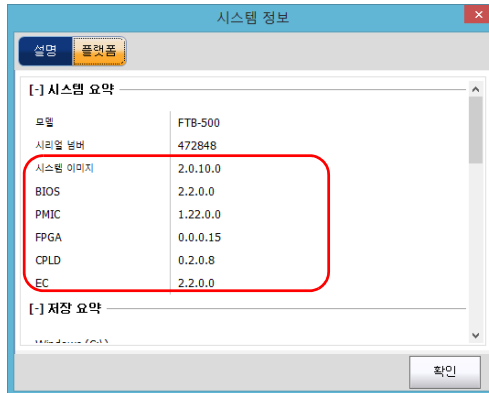 시스템 정보
설명 플랫폼
[-] 시스템 요약
모델 FTB-500
시리얼 넘버 472848
시스템 이미지 2.0.10.0
BIOS 2.2.0.0
PMIC 1.22.0.0
FPGA 0.0.0.15
CPLD 0.2.0.8
EC 2.2.0.0
[-] 저장 요약
확인